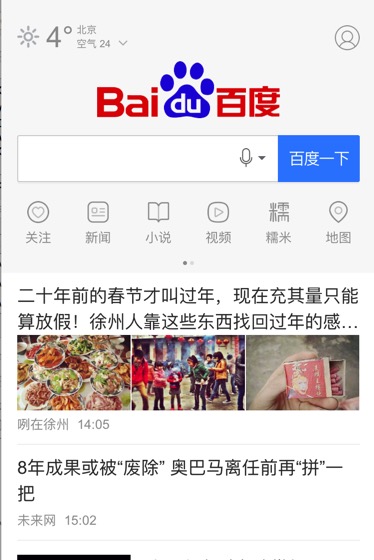 4°
北京
空气 24
Bai du 百度
百度一下
关注 新闻 小说 视频 糯米 地图
二十年前的春节才叫过年，现在充其量只能
算放假！徐州人靠这些东西找回过年的感…
咧在徐州 14:05
8年成果或被“废除” 奥巴马离任前再“拼”一
把
未来网 15:02